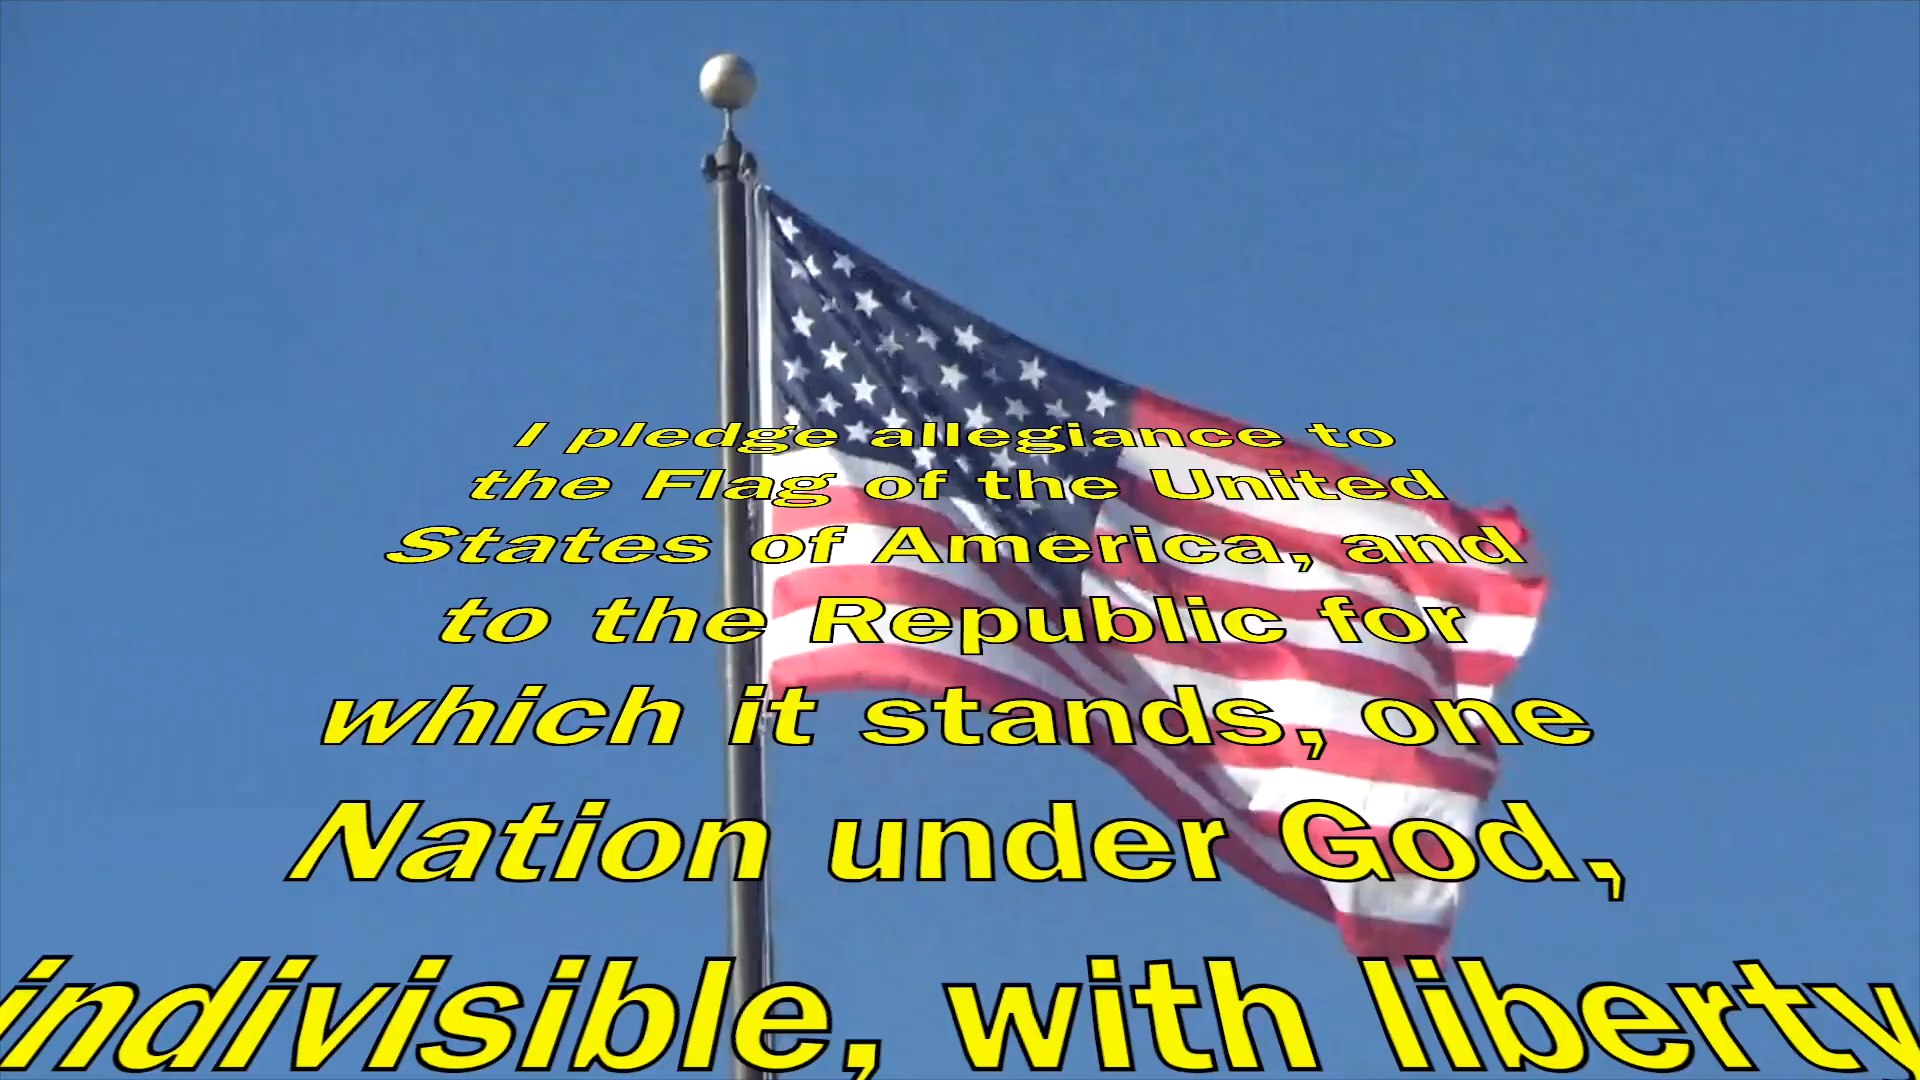 I pledge allegiance to
the Flag of the United
States of America, and
to the Republic for
which it stands, one
Nation under God,
indivisible, with liberty